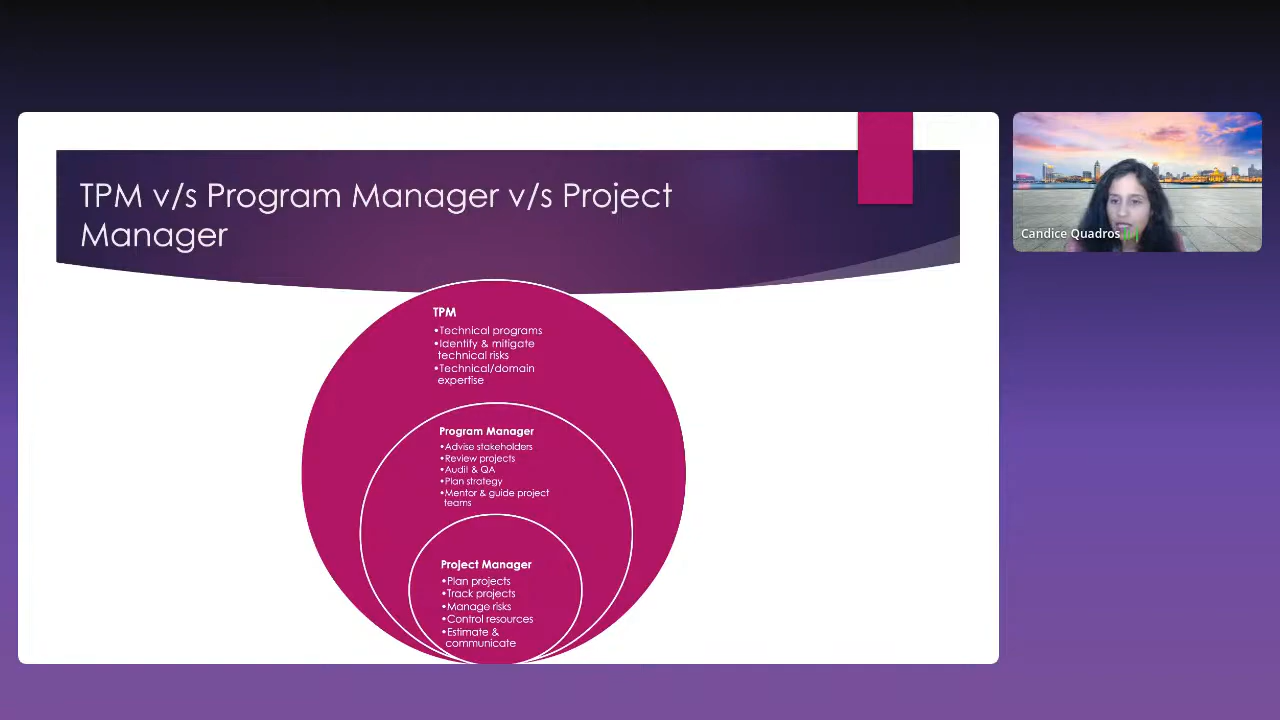 TPM v/s Program Manager v/s Project
Manager
TPM
•Technical programs
•Identify & mitigate
technical risks
•Technical/domain
expertise
Program Manager
•Advise stakeholders
•Review projects
•Audit & QA
•Plan strategy
•Mentor & guide project
teams
Project Manager
•Plan projects
•Track projects
•Manage risks
•Control resources
•Estimate &
communicate
Candice Quadros